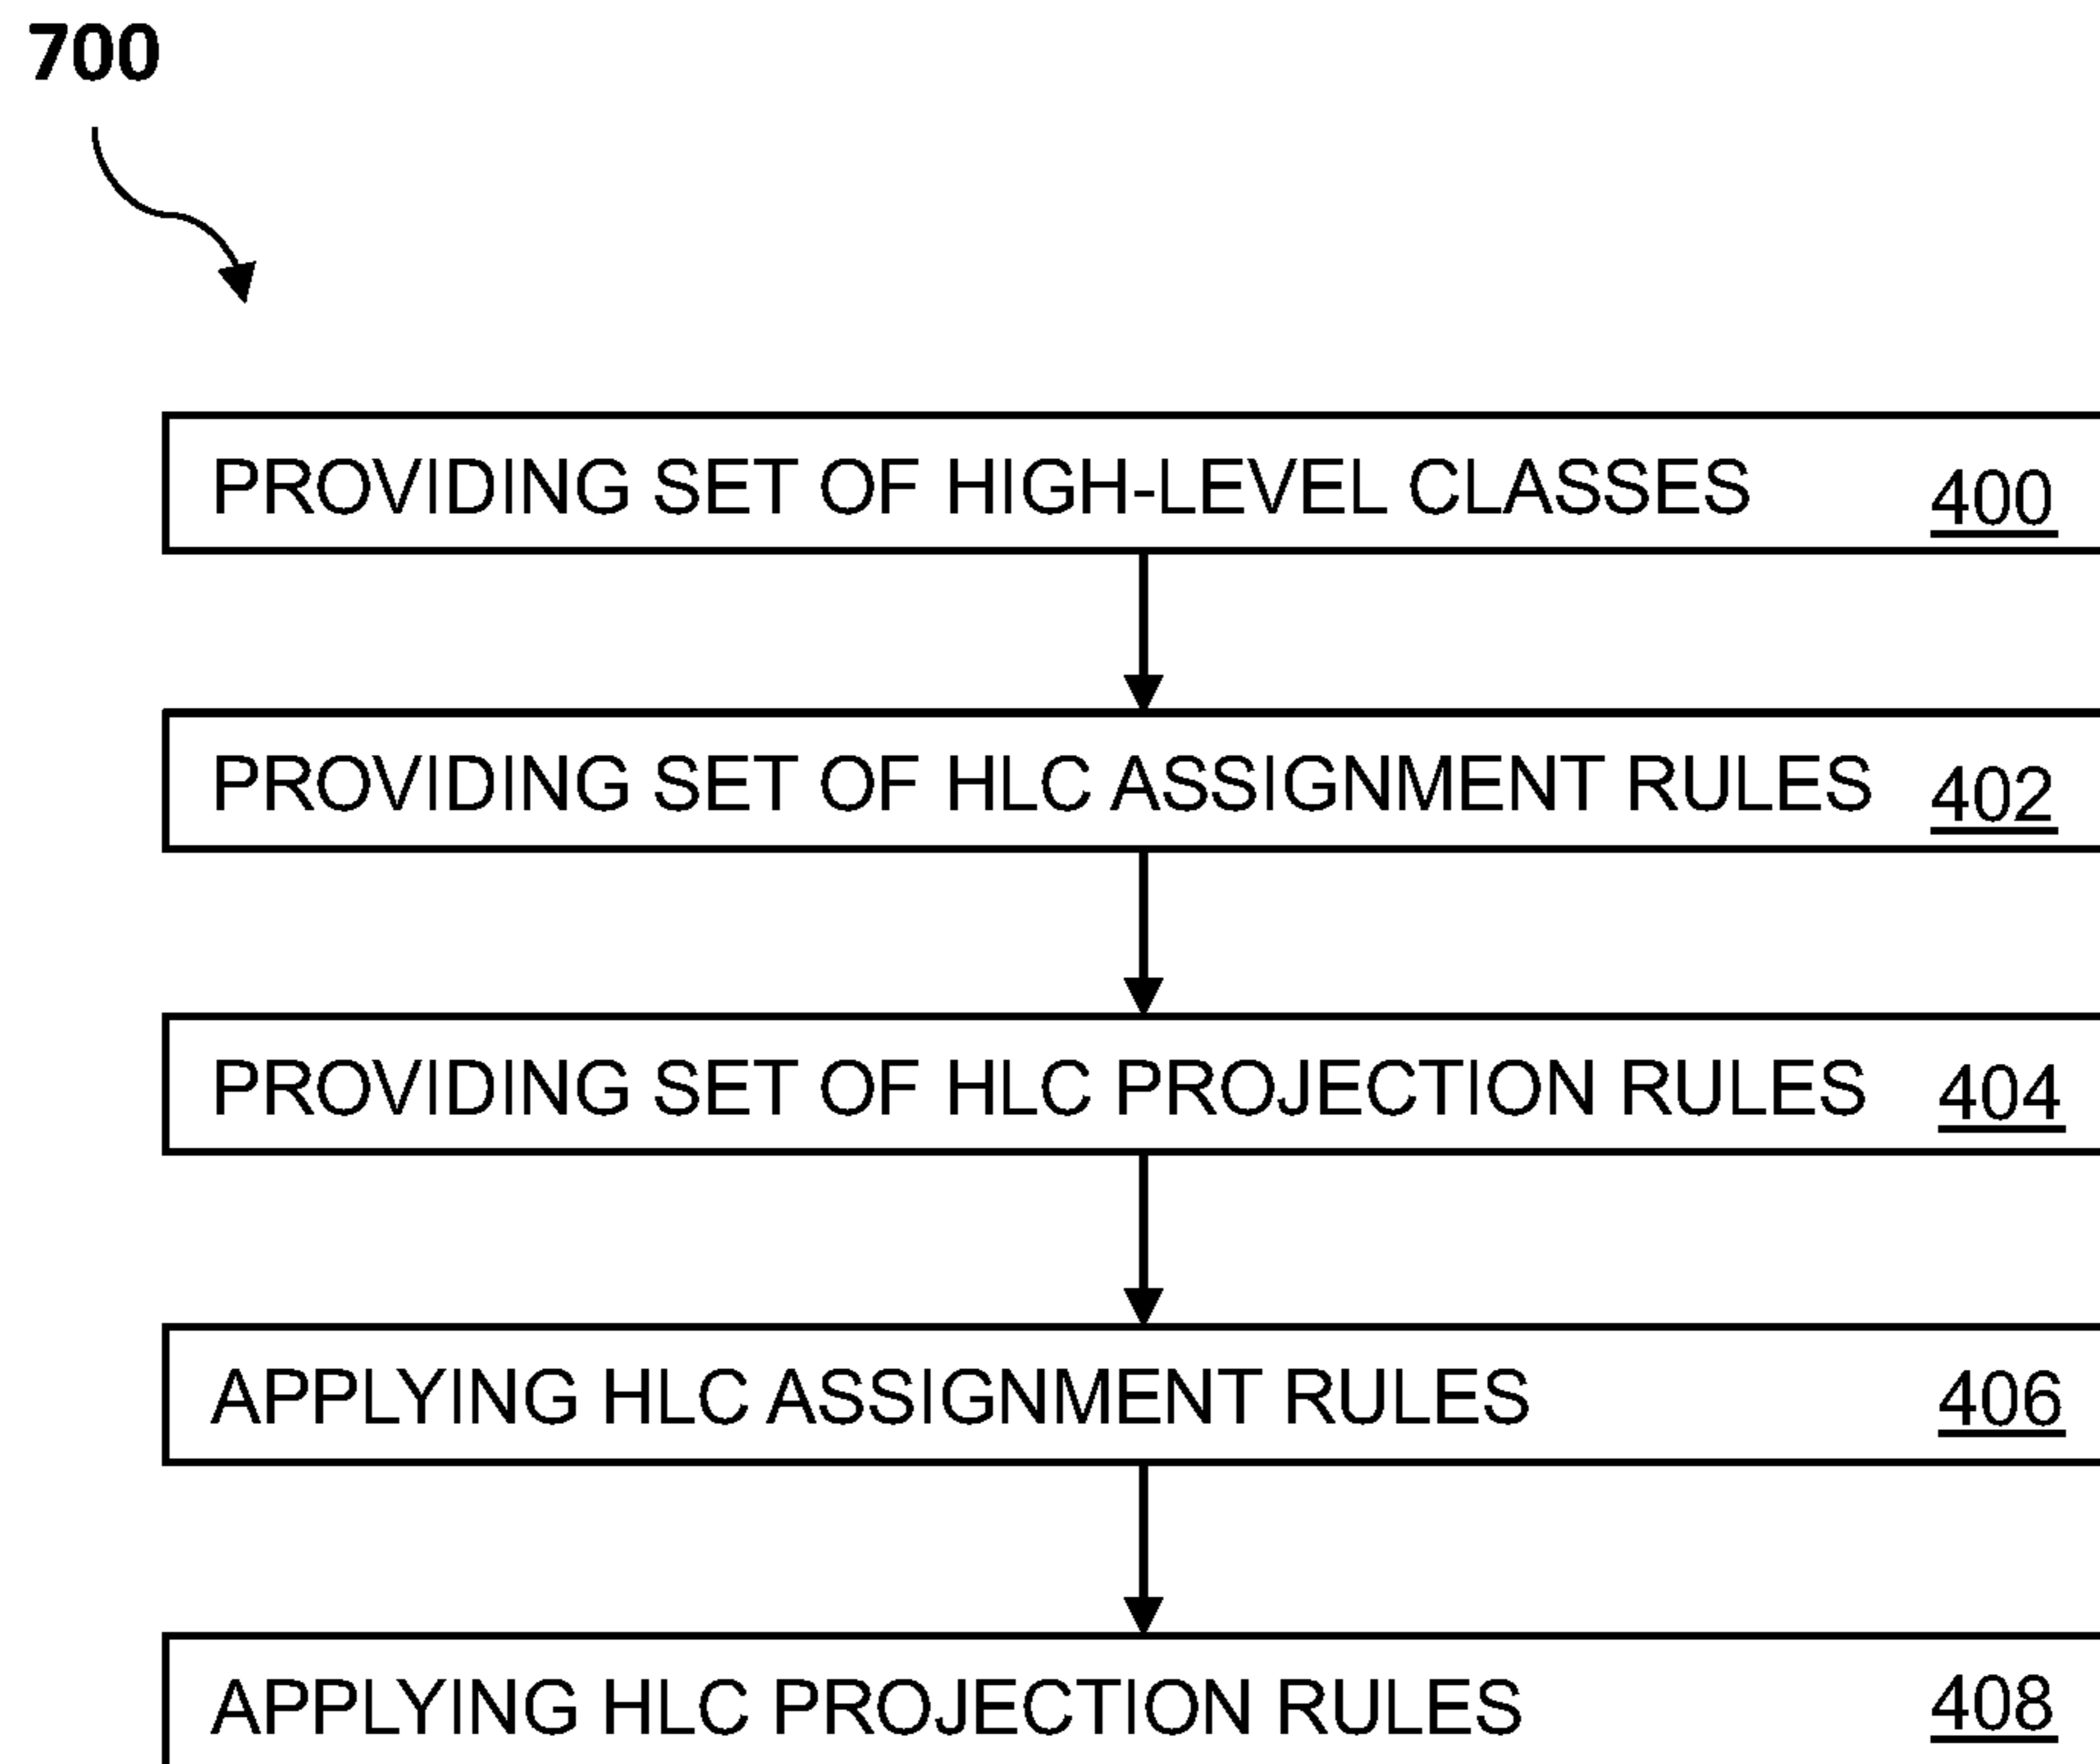 700
PROVIDING SET OF HIGH-LEVEL CLASSES 400
PROVIDING SET OF HLC ASSIGNMENT RULES 402
PROVIDING SET OF HLC PROJECTION RULES 404
APPLYING HLC ASSIGNMENT RULES 406
APPLYING HLC PROJECTION RULES 408